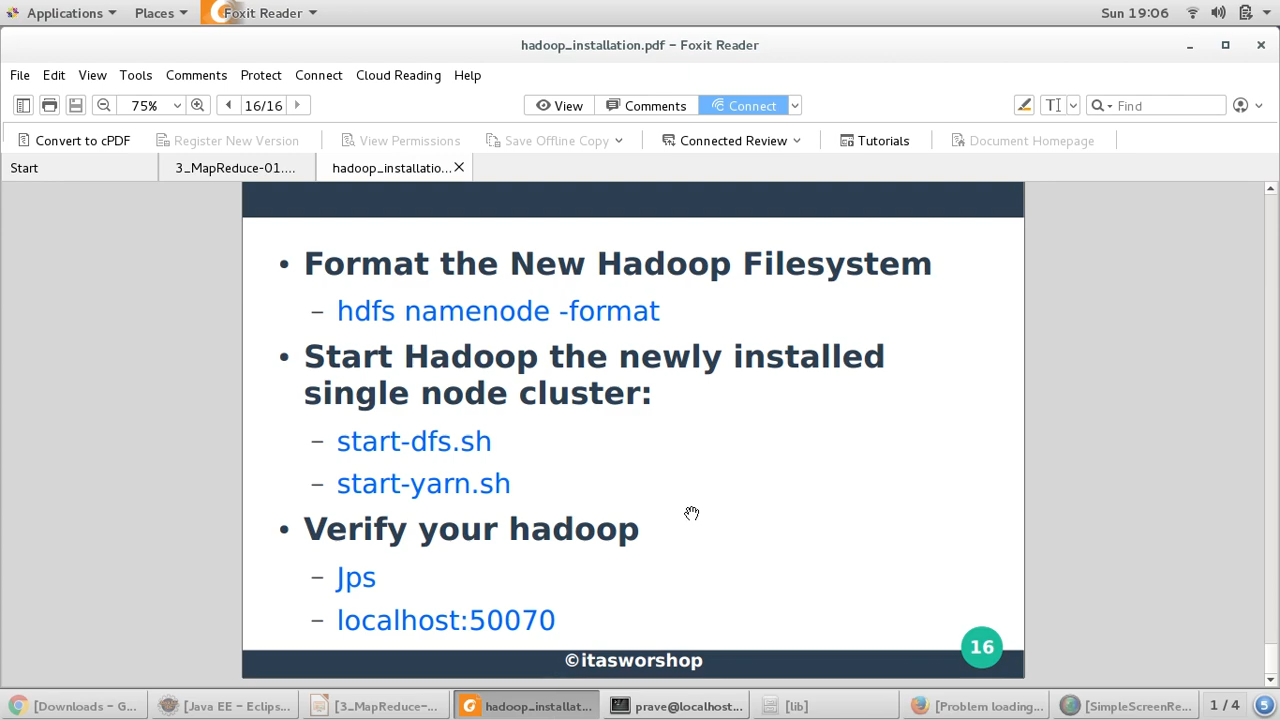 Applications
Places
Foxit Reader
Sun 19:06
hadoop_installation.pdf – Foxit Reader
File Edit View Tools Comments Protect Connect Cloud Reading Help
75%
16/16
View
Comments
Connect
Find
Convert to cPDF
Register New Version
View Permissions
Save Offline Copy
Connected Review
Tutorials
Document Homepage
Start
3_MapReduce-01....
hadoop_installatio...
• Format the New Hadoop Filesystem
– hdfs namenode -format
• Start Hadoop the newly installed
single node cluster:
– start-dfs.sh
– start-yarn.sh
• Verify your hadoop
– Jps
– localhost:50070
16
©itasworshop
[Downloads – G...
[Java EE – Eclips...
[3_MapReduce-...
hadoop_installat...
prave@localhost:...
[lib]
[Problem loading...
[SimpleScreenRe...
1 / 4
5